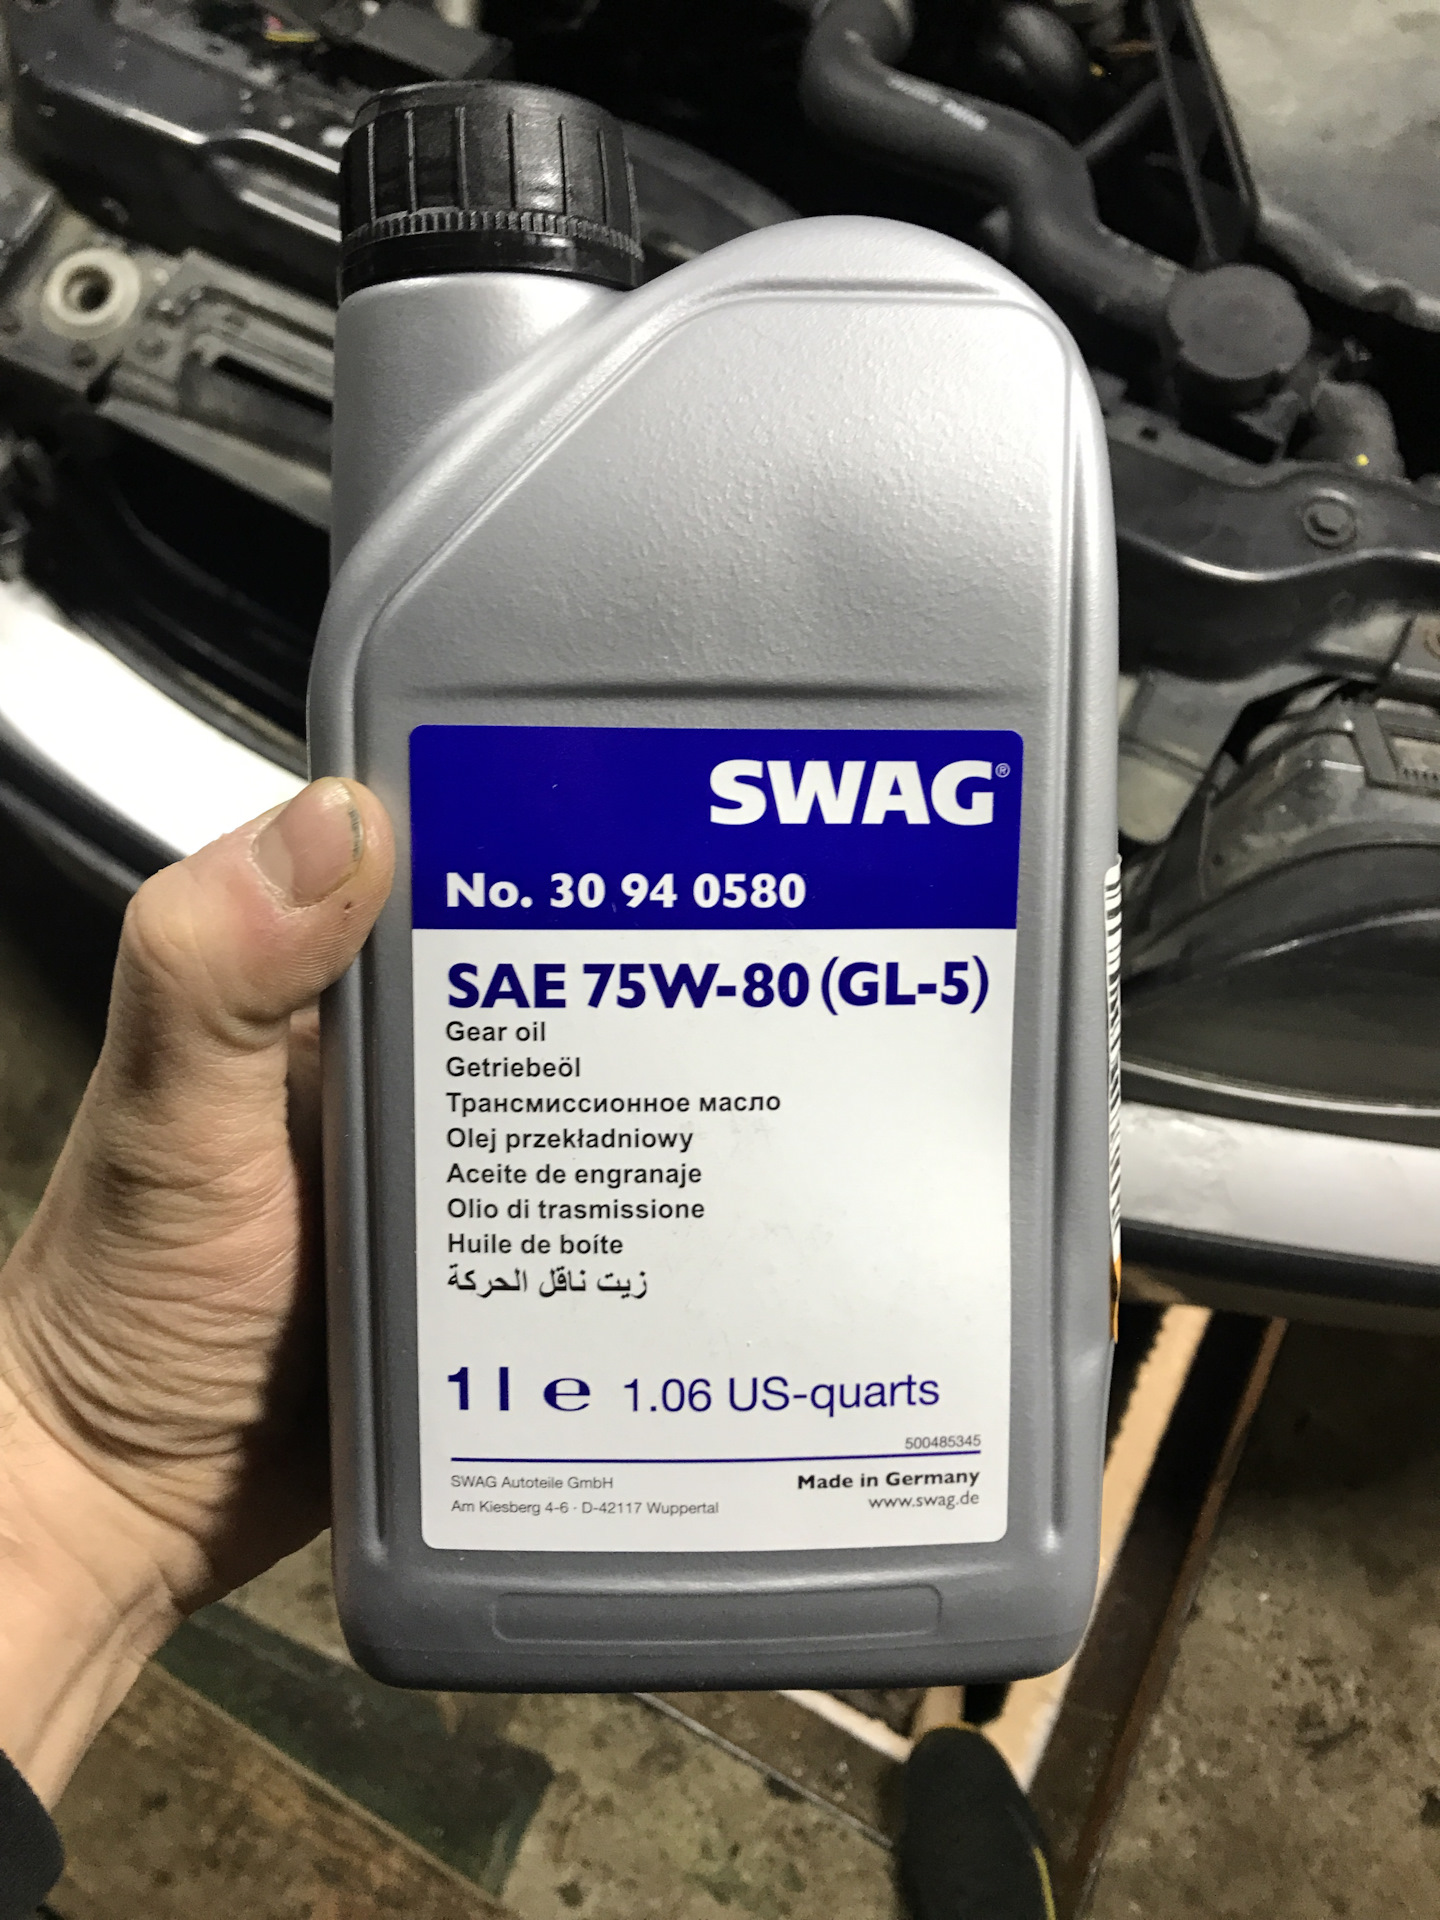 SWAG®
No. 30 94 0580
SAE 75W-80 (GL-5)
Gear oil
Getriebeöl
Трансмиссионное масло
Olej przekładniowy
Aceite de engranaje
Olio di trasmissione
Huile de boíte
زيت ناقل الحركة
1 l ℮ 1.06 US-quarts
500485345
SWAG Autoteile GmbH
Am Kiesberg 4-6 · D-42117 Wuppertal
Made in Germany
www.swag.de